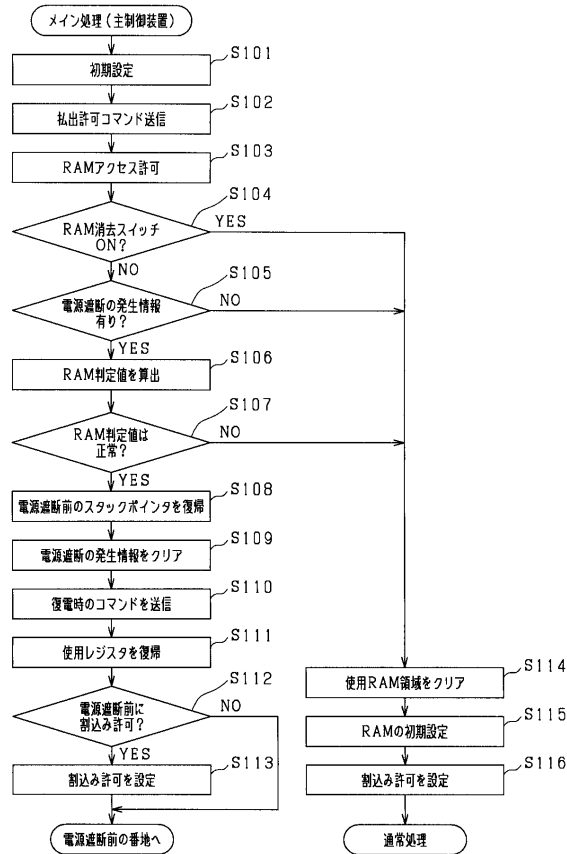 メイン処理(主制御装置)
S101
初期設定
S102
払出許可コマンド送信
S103
RAMアクセス許可
S104
RAM消去スイッチ
ON?
YES
NO
S105
電源遮断の発生情報
有り?
NO
YES
S106
RAM判定値を算出
S107
RAM判定値は
正常?
NO
YES
S108
電源遮断前のスタックポインタを復帰
S109
電源遮断の発生情報をクリア
S110
復電時のコマンドを送信
S111
使用レジスタを復帰
S112
電源遮断前に
割込み許可?
NO
YES
S113
割込み許可を設定
電源遮断前の番地へ
S114
使用RAM領域をクリア
S115
RAMの初期設定
S116
割込み許可を設定
通常処理